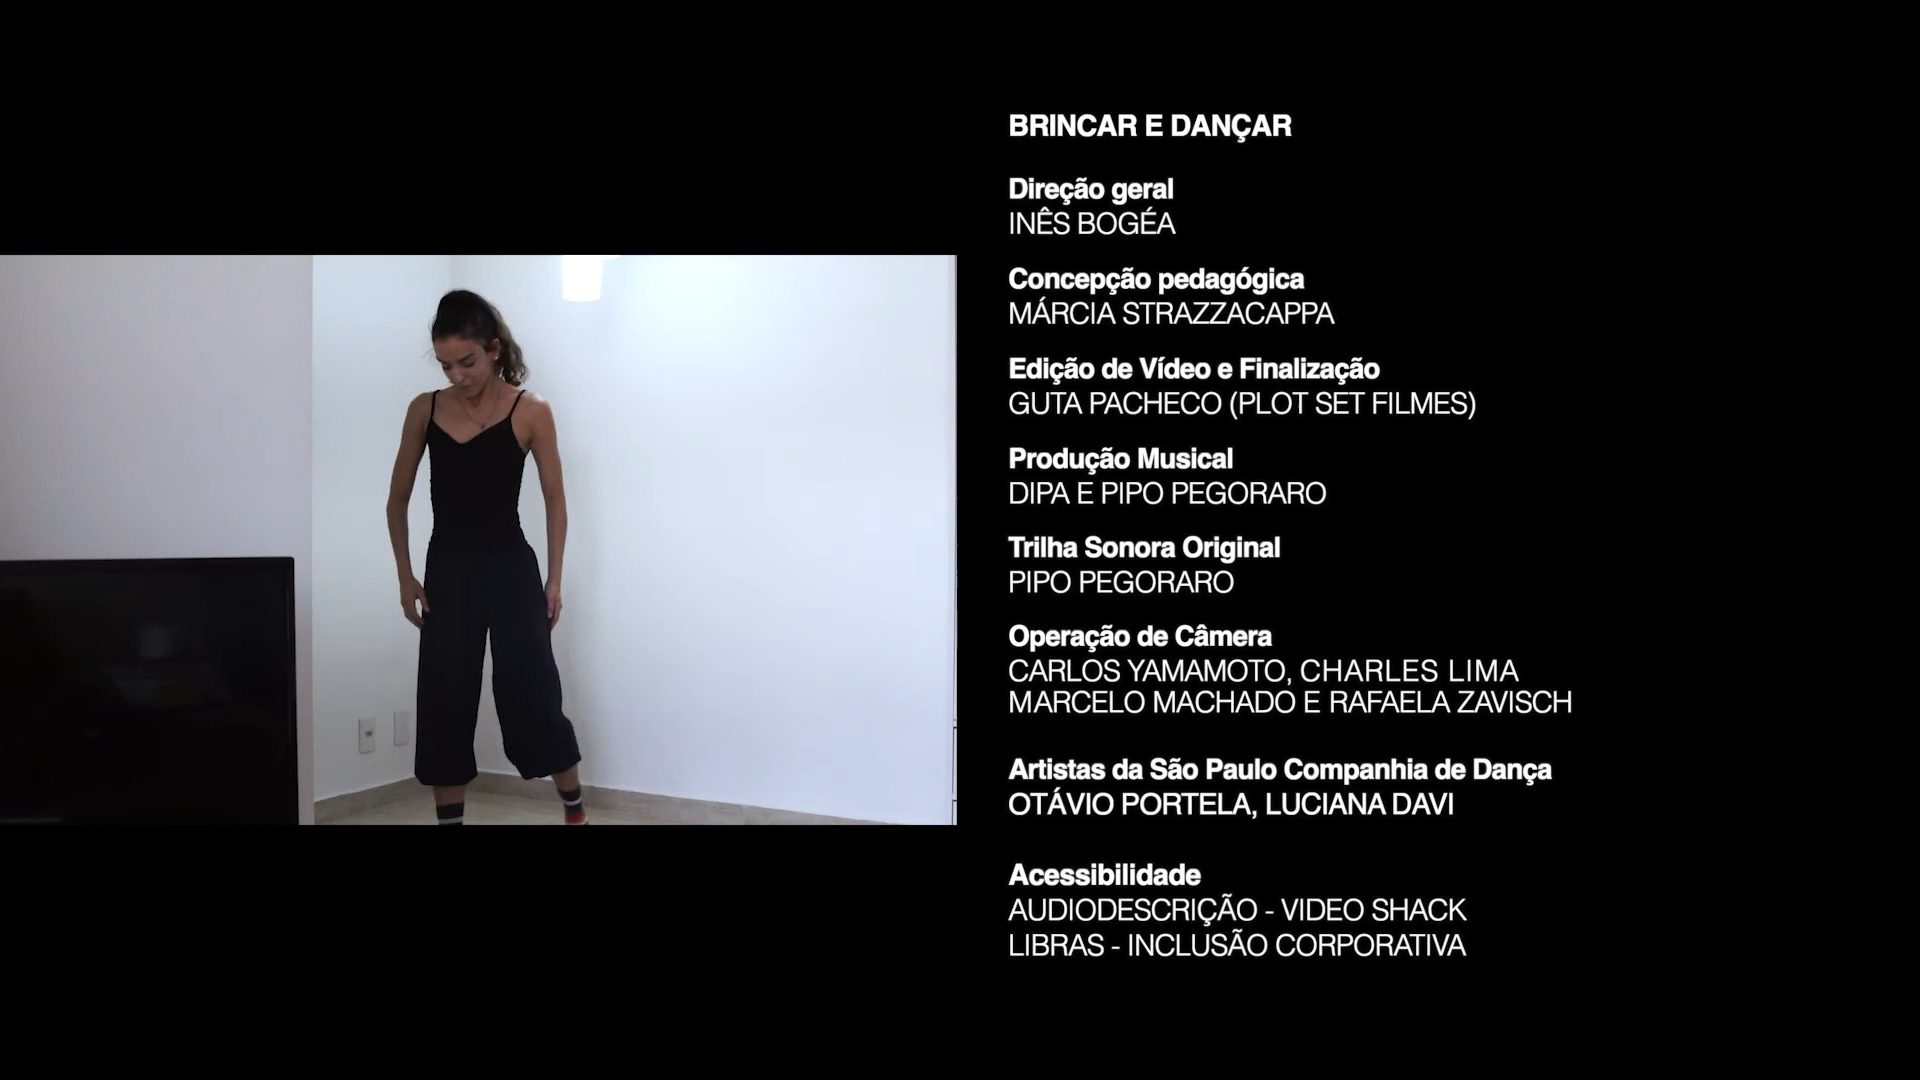 BRINCAR E DANÇAR
Direção geral
INÊS BOGÉA
Concepção pedagógica
MÁRCIA STRAZZACAPPA
Edição de Vídeo e Finalização
GUTA PACHECO (PLOT SET FILMES)
Produção Musical
DIPA E PIPO PEGORARO
Trilha Sonora Original
PIPO PEGORARO
Operação de Câmera
CARLOS YAMAMOTO, CHARLES LIMA
MARCELO MACHADO E RAFAELA ZAVISCH
Artistas da São Paulo Companhia de Dança
OTÁVIO PORTELA, LUCIANA DAVI
Acessibilidade
AUDIODESCRIÇÃO - VIDEO SHACK
LIBRAS - INCLUSÃO CORPORATIVA